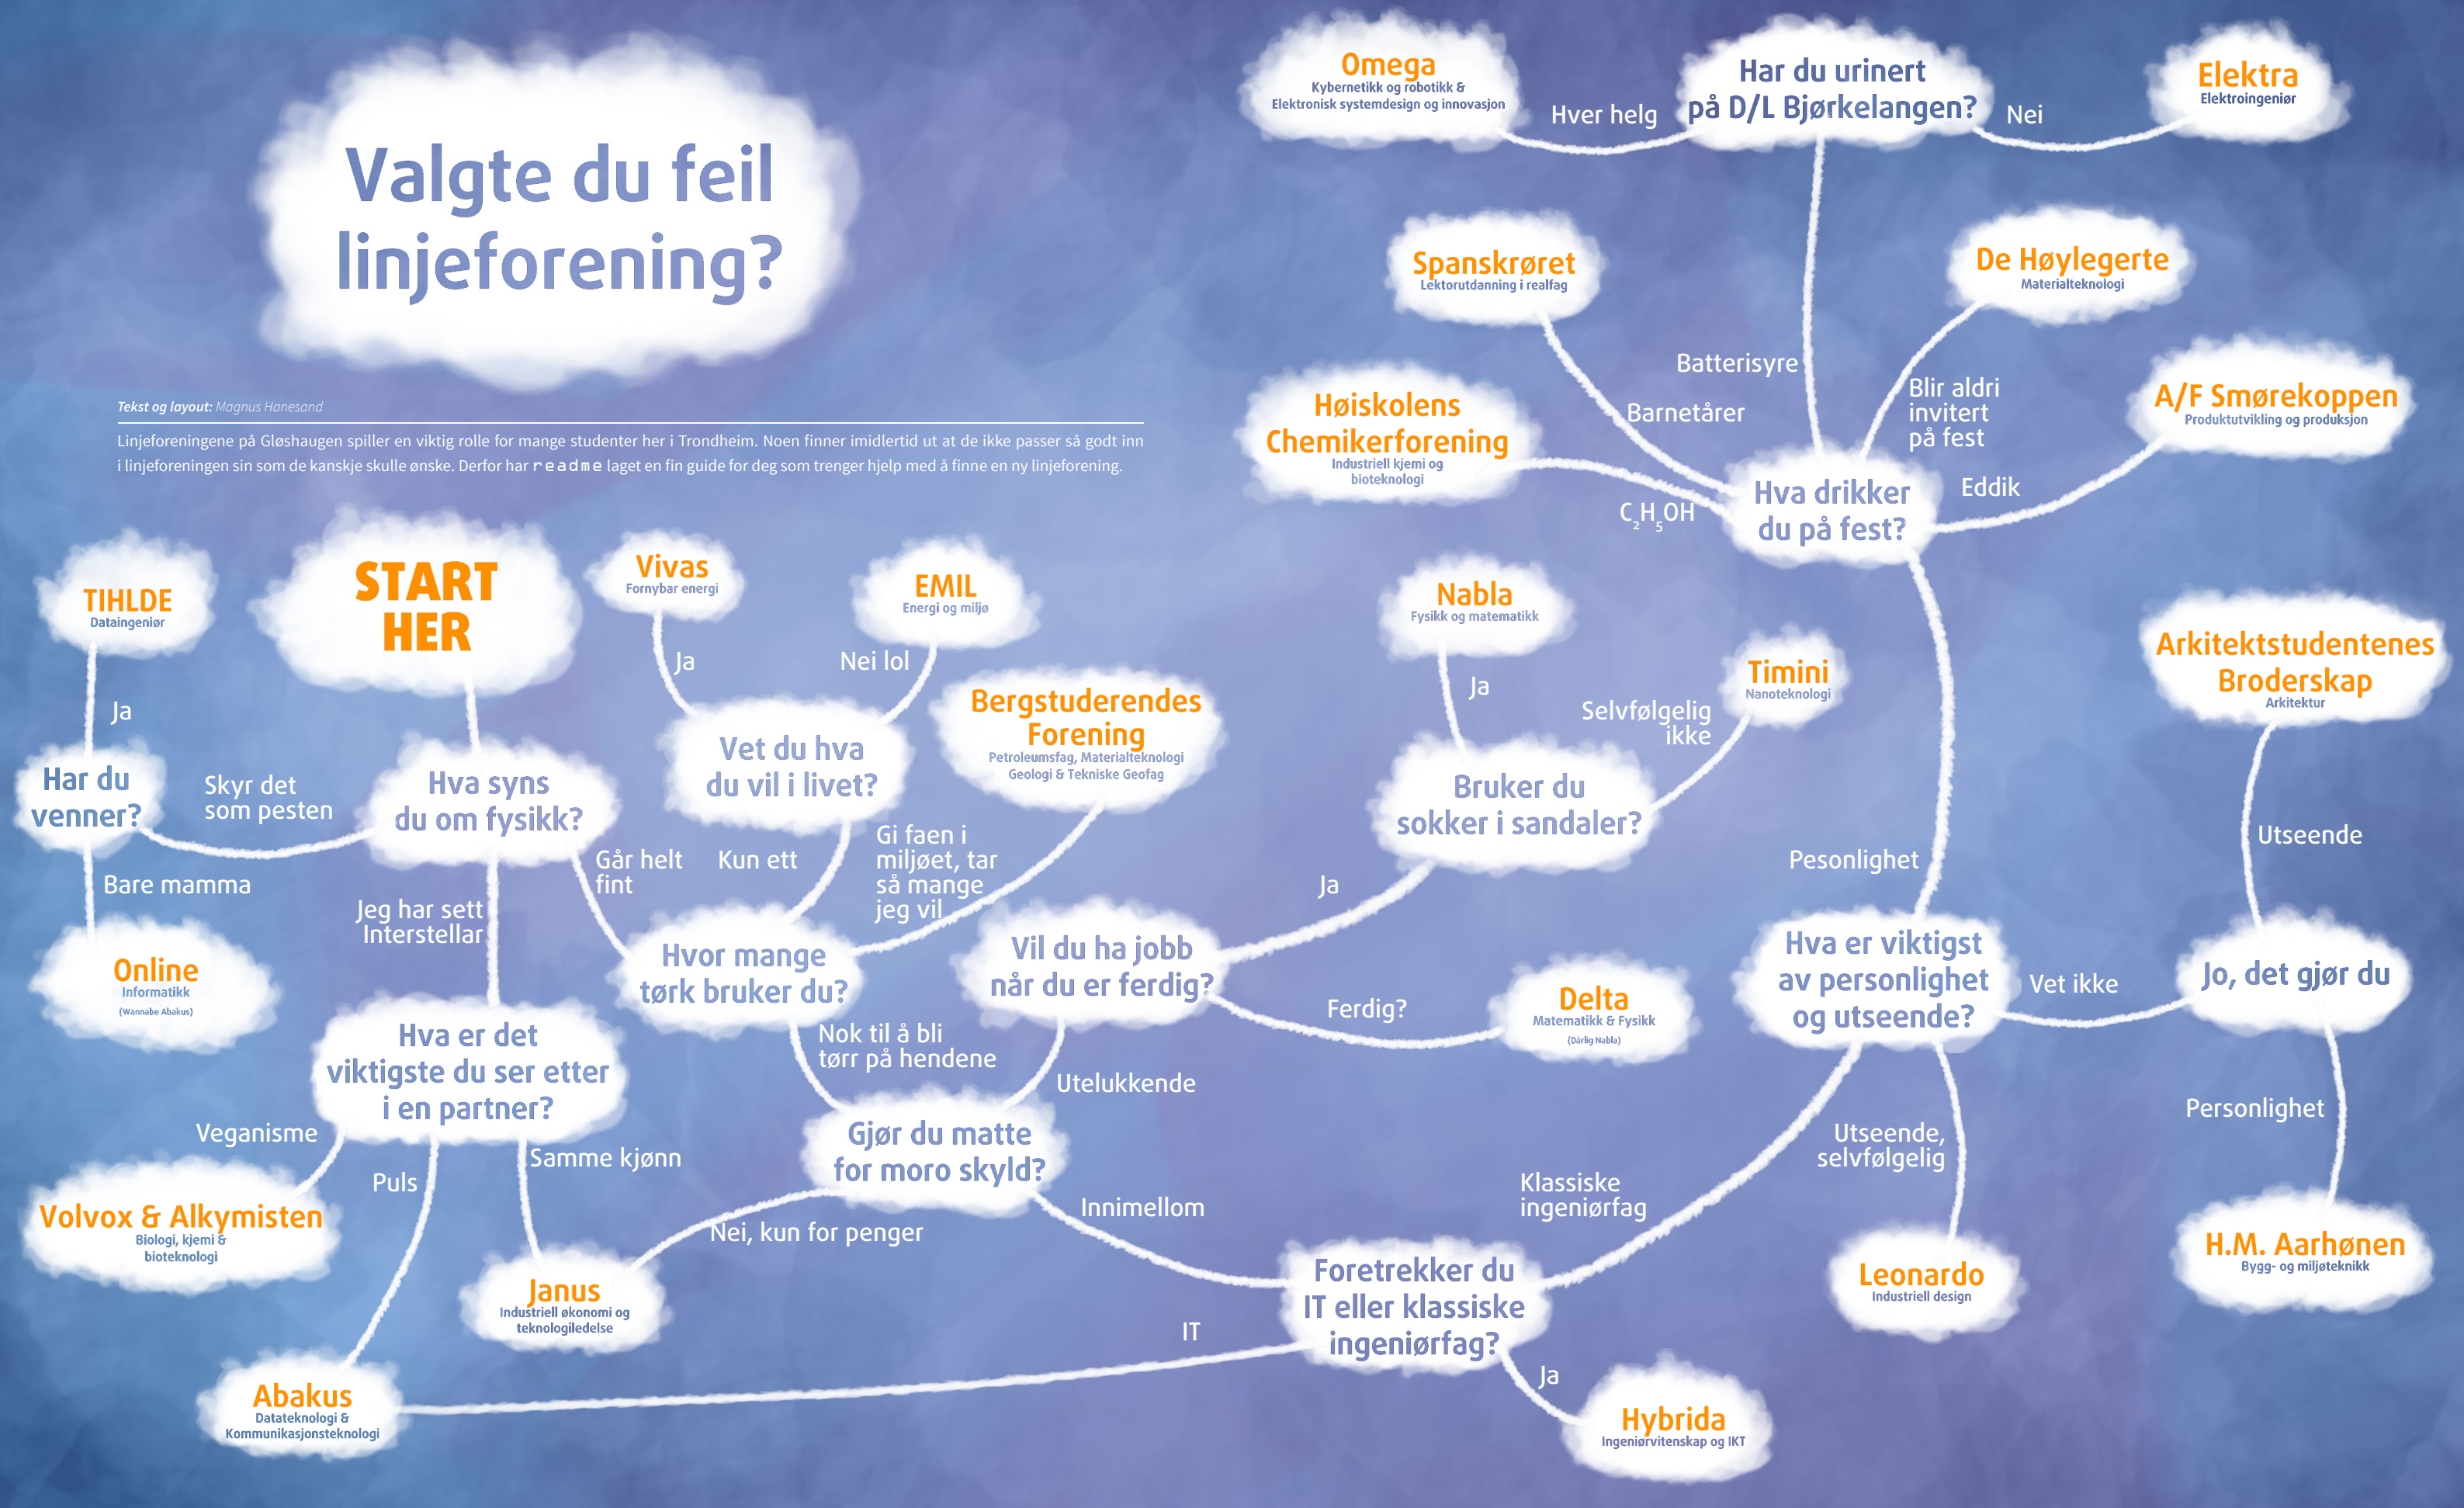 Valgte du feil
linjeforening?
Tekst og layout: Magnus Hanesand
Linjeforeningene på Gløshaugen spiller en viktig rolle for mange studenter her i Trondheim. Noen finner imidlertid ut at de ikke passer så godt inn
i linjeforeningen sin som de kanskje skulle ønske. Derfor har readme laget en fin guide for deg som trenger hjelp med å finne en ny linjeforening.
START
HER
Hva syns
du om fysikk?
Skyr det
som pesten
Har du
venner?
Ja
TIHLDE
Dataingeniør
Bare mamma
Online
Informatikk
(Wannabe Abakus)
Jeg har sett
Interstellar
Hva er det
viktigste du ser etter
i en partner?
Veganisme
Volvox & Alkymisten
Biologi, kjemi &
bioteknologi
Puls
Abakus
Datateknologi &
Kommunikasjonsteknologi
Samme kjønn
Janus
Industriell økonomi og
teknologiledelse
Går helt
fint
Hvor mange
tørk bruker du?
Kun ett
Vet du hva
du vil i livet?
Ja
Vivas
Fornybar energi
Nei lol
EMIL
Energi og miljø
Gi faen i
miljøet, tar
så mange
jeg vil
Bergstuderendes
Forening
Petroleumsfag, Materialteknologi
Geologi & Tekniske Geofag
Nok til å bli
tørr på hendene
Gjør du matte
for moro skyld?
Nei, kun for penger
Utelukkende
Vil du ha jobb
når du er ferdig?
Ja
Bruker du
sokker i sandaler?
Ja
Nabla
Fysikk og matematikk
Selvfølgelig
ikke
Timini
Nanoteknologi
Ferdig?
Delta
Matematikk & Fysikk
(Dårlig Nabla)
Innimellom
Foretrekker du
IT eller klassiske
ingeniørfag?
IT
Ja
Hybrida
Ingeniørvitenskap og IKT
Klassiske
ingeniørfag
Hva er viktigst
av personlighet
og utseende?
Utseende,
selvfølgelig
Leonardo
Industriell design
Vet ikke
Jo, det gjør du
Utseende
Arkitektstudentenes
Broderskap
Arkitektur
Personlighet
H.M. Aarhønen
Bygg- og miljøteknikk
Pesonlighet
Hva drikker
du på fest?
C₂H₅OH
Høiskolens
Chemikerforening
Industriell kjemi og
bioteknologi
Barnetårer
Spanskrøret
Lektorutdanning i realfag
Batterisyre
Har du urinert
på D/L Bjørkelangen?
Hver helg
Omega
Kybernetikk og robotikk &
Elektronisk systemdesign og innovasjon
Nei
Elektra
Elektroingeniør
Blir aldri
invitert
på fest
De Høylegerte
Materialteknologi
Eddik
A/F Smørekoppen
Produktutvikling og produksjon